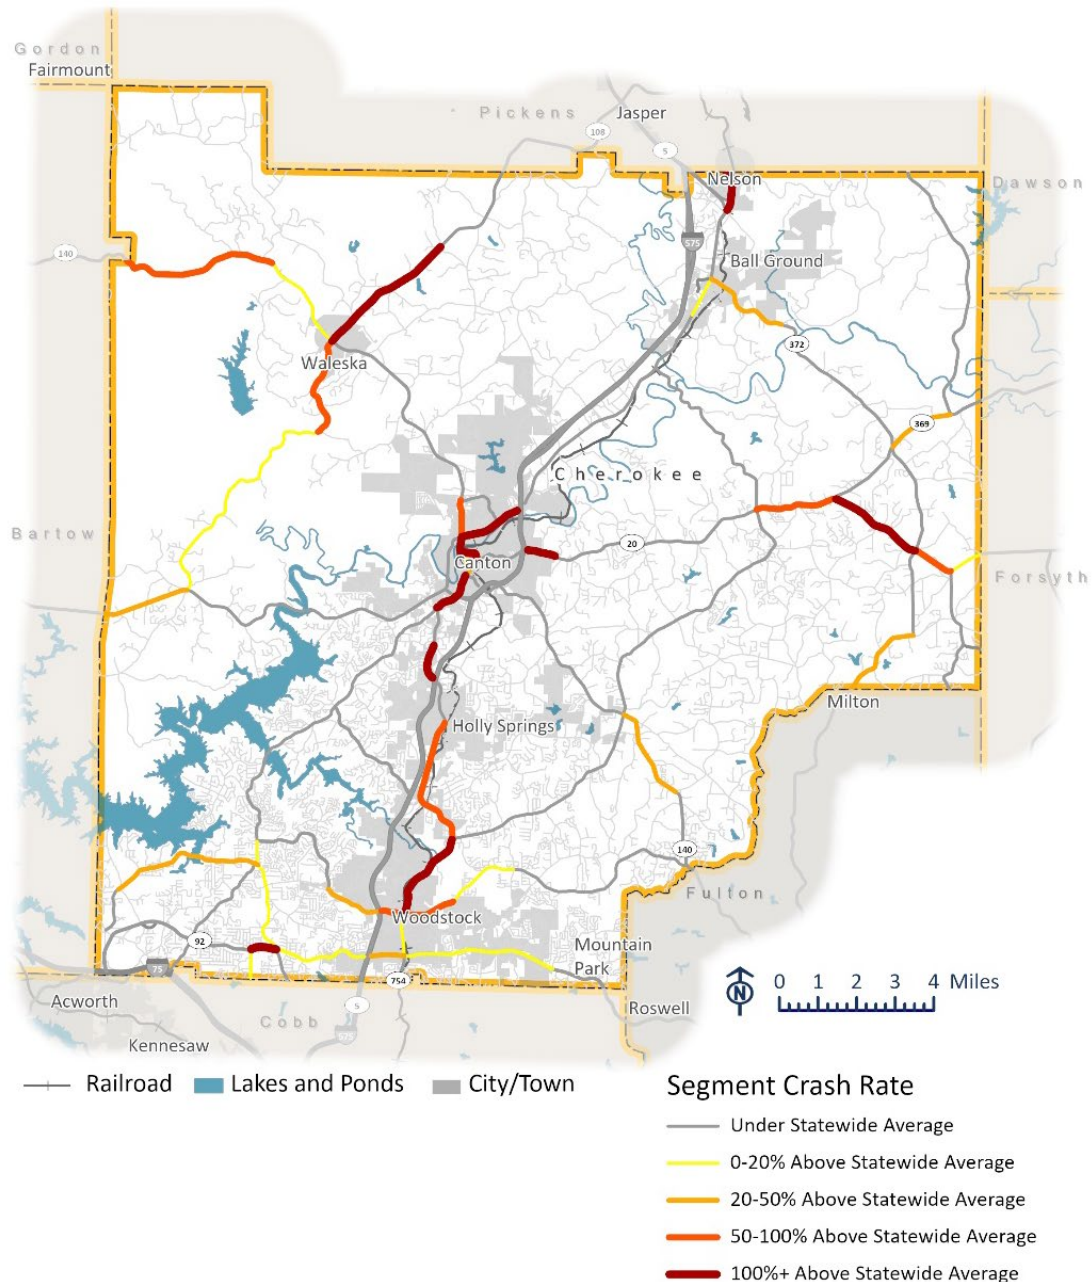 Gordon
Fairmount
Pickens
Jasper
108
5
Nelson
Dawson
140
575
Ball Ground
372
Waleska
369
Cherokee
Bartow
20
Canton
Forsyth
Milton
Holly Springs
140
Fulton
Woodstock
92
Mountain
Park
75
754
N
0 1 2 3 4 Miles
Acworth
5
Roswell
Cobb
575
Kennesaw
Railroad
Lakes and Ponds
City/Town
Segment Crash Rate
Under Statewide Average
0-20% Above Statewide Average
20-50% Above Statewide Average
50-100% Above Statewide Average
100%+ Above Statewide Average